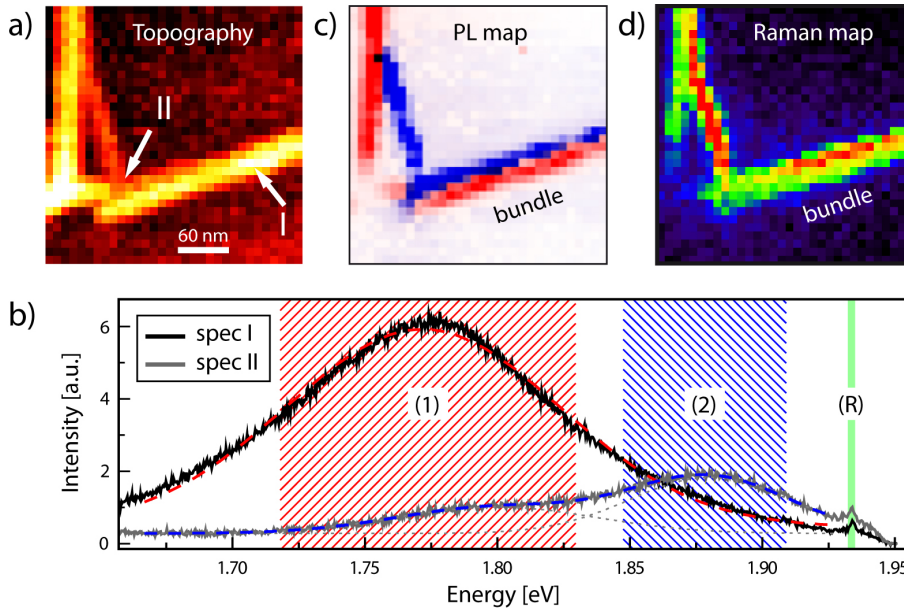 a)
Topography
II
I
60 nm
c)
PL map
bundle
d)
Raman map
bundle
b)
6
4
2
0
Intensity [a.u.]
spec I
spec II
(1)
(2)
(R)
1.70
1.75
1.80
1.85
1.90
1.95
Energy [eV]